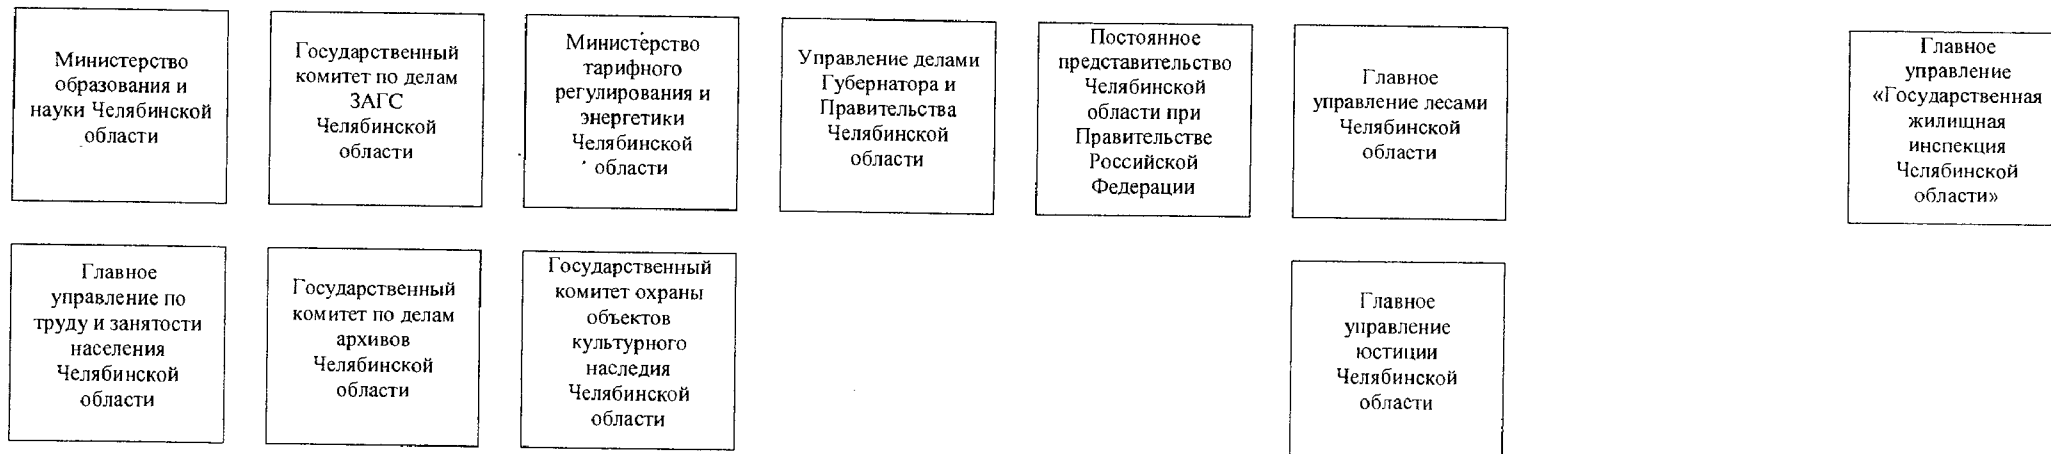 Министерство
образования и
науки Челябинской
области
Государственный
комитет по делам
ЗАГС
Челябинской
области
Министерство
тарифного
регулирования и
энергетики
Челябинской
области
Управление делами
Губернатора и
Правительства
Челябинской
области
Постоянное
представительство
Челябинской
области при
Правительстве
Российской
Федерации
Главное
управление лесами
Челябинской
области
Главное
управление
«Государственная
жилищная
инспекция
Челябинской
области»
Главное
управление по
труду и занятости
населения
Челябинской
области
Государственный
комитет по делам
архивов
Челябинской
области
Государственный
комитет охраны
объектов
культурного
наследия
Челябинской
области
Главное
управление
юстиции
Челябинской
области